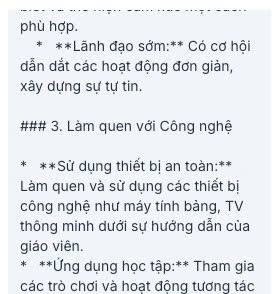 phù hợp.
* **Lãnh đạo sớm:** Có cơ hội
dẫn dắt các hoạt động đơn giản,
xây dựng sự tự tin.
### 3. Làm quen với Công nghệ
* **Sử dụng thiết bị an toàn:**
Làm quen và sử dụng các thiết bị
công nghệ như máy tính bảng, TV
thông minh dưới sự hướng dẫn của
giáo viên.
* **Ứng dụng học tập:** Tham gia
các trò chơi và hoạt động tương tác